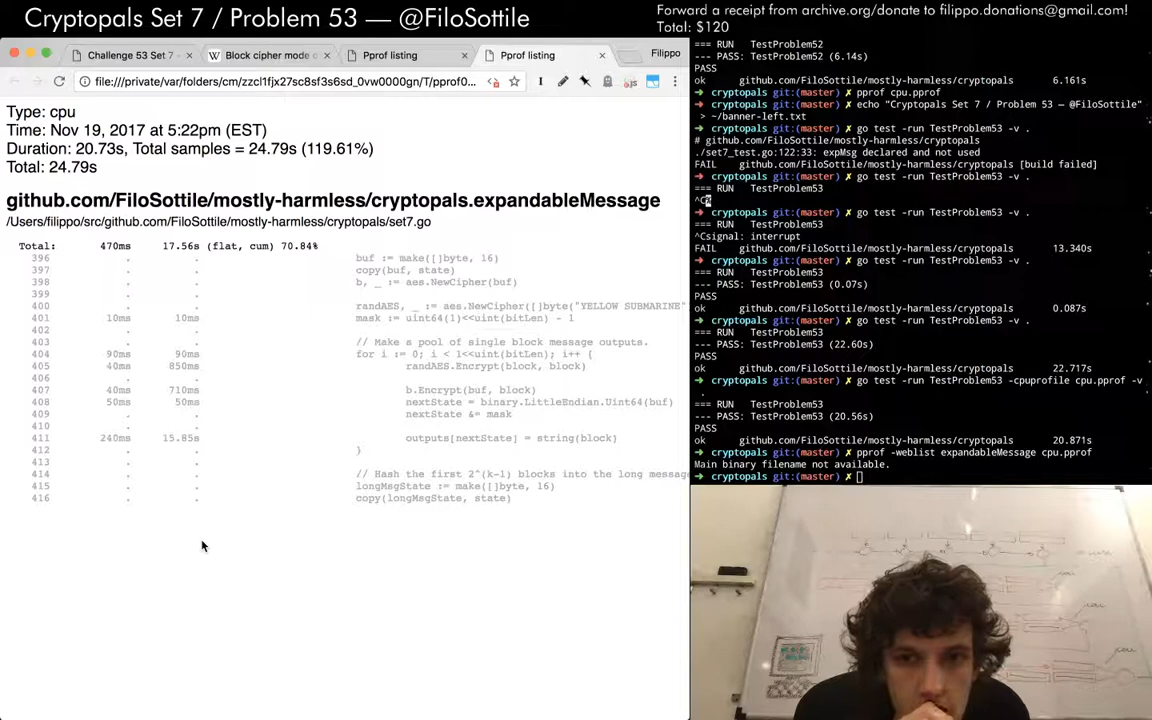 Cryptopals Set 7 / Problem 53 — @FiloSottile
Forward a receipt from archive.org/donate to filippo.donations@gmail.com!
Total: $120
Challenge 53 Set 7 -
Block cipher mode o
Pprof listing
Pprof listing
Filippo
file:///private/var/folders/cm/zzcl1fjx27sc8sf3s6sd_0vw0000gn/T/pprof0...
Type: cpu
Time: Nov 19, 2017 at 5:22pm (EST)
Duration: 20.73s, Total samples = 24.79s (119.61%)
Total: 24.79s
github.com/FiloSottile/mostly-harmless/cryptopals.expandableMessage
/Users/filippo/src/github.com/FiloSottile/mostly-harmless/cryptopals/set7.go
Total: 470ms 17.56s (flat, cum) 70.84%
396 . . buf := make([]byte, 16)
397 . . copy(buf, state)
398 . . b, _ := aes.NewCipher(buf)
399 . .
400 . . randAES, _ := aes.NewCipher([]byte("YELLOW SUBMARINE"
401 10ms 10ms mask := uint64(1)<<uint(bitLen) - 1
402 . .
403 . . // Make a pool of single block message outputs.
404 90ms 90ms for i := 0; i < 1<<uint(bitLen); i++ {
405 40ms 850ms randAES.Encrypt(block, block)
406 . .
407 40ms 710ms b.Encrypt(buf, block)
408 50ms 50ms nextState = binary.LittleEndian.Uint64(buf)
409 . . nextState &= mask
410 . .
411 240ms 15.85s outputs[nextState] = string(block)
412 . . }
413 . .
414 . . // Hash the first 2^(k-1) blocks into the long message
415 . . longMsgState := make([]byte, 16)
416 . . copy(longMsgState, state)
=== RUN TestProblem52
--- PASS: TestProblem52 (6.14s)
PASS
ok github.com/FiloSottile/mostly-harmless/cryptopals 6.161s
➜ cryptopals git:(master) ✗ pprof cpu.pprof
➜ cryptopals git:(master) ✗ echo "Cryptopals Set 7 / Problem 53 — @FiloSottile"
> ~/banner-left.txt
➜ cryptopals git:(master) ✗ go test -run TestProblem53 -v .
# github.com/FiloSottile/mostly-harmless/cryptopals
./set7_test.go:122:33: expMsg declared and not used
FAIL github.com/FiloSottile/mostly-harmless/cryptopals [build failed]
➜ cryptopals git:(master) ✗ go test -run TestProblem53 -v .
=== RUN TestProblem53
^C%
➜ cryptopals git:(master) ✗ go test -run TestProblem53 -v .
=== RUN TestProblem53
^Csignal: interrupt
FAIL github.com/FiloSottile/mostly-harmless/cryptopals 13.340s
➜ cryptopals git:(master) ✗ go test -run TestProblem53 -v .
=== RUN TestProblem53
--- PASS: TestProblem53 (0.07s)
PASS
ok github.com/FiloSottile/mostly-harmless/cryptopals 0.087s
➜ cryptopals git:(master) ✗ go test -run TestProblem53 -v .
=== RUN TestProblem53
--- PASS: TestProblem53 (22.60s)
PASS
ok github.com/FiloSottile/mostly-harmless/cryptopals 22.717s
➜ cryptopals git:(master) ✗ go test -run TestProblem53 -cpuprofile cpu.pprof -v
.
=== RUN TestProblem53
--- PASS: TestProblem53 (20.56s)
PASS
ok github.com/FiloSottile/mostly-harmless/cryptopals 20.871s
➜ cryptopals git:(master) ✗ pprof -weblist expandableMessage cpu.pprof
Main binary filename not available.
➜ cryptopals git:(master) ✗